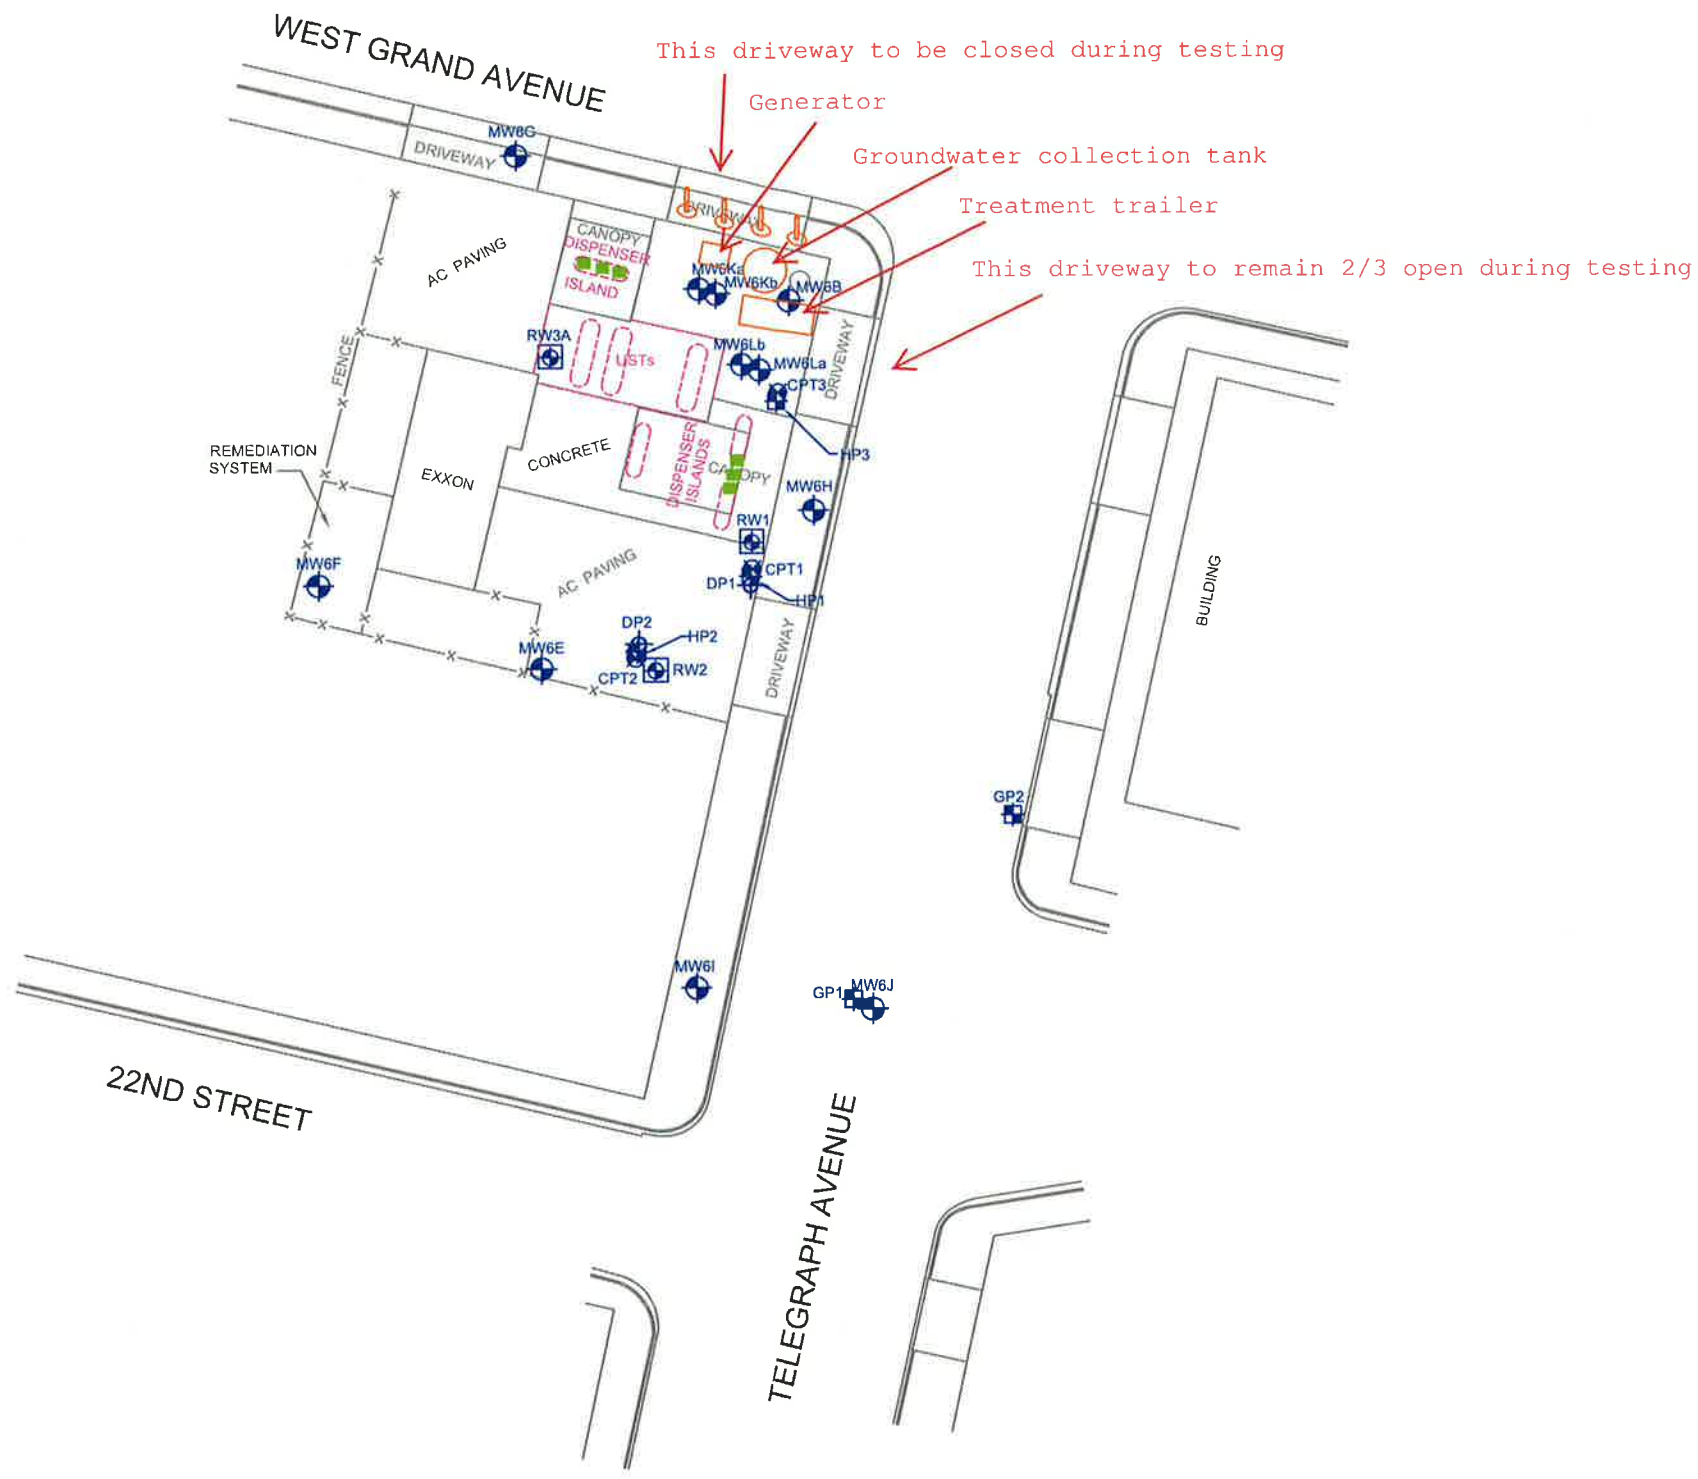 WEST GRAND AVENUE
This driveway to be closed during testing
Generator
Groundwater collection tank
Treatment trailer
This driveway to remain 2/3 open during testing
MW6G
DRIVEWAY
DRIVEWAY
CANOPY
DISPENSER
ISLAND
AC PAVING
MW6Ka
MW6Kb
MW6B
RW3A
USTs
MW6Lb
MW6La
CPT3
DRIVEWAY
FENCE
HP3
REMEDIATION
SYSTEM
EXXON
CONCRETE
DISPENSER
ISLANDS
CANOPY
MW6H
RW1
CPT1
DP1
HP1
AC PAVING
MW6F
DP2
HP2
MW6E
CPT2
RW2
DRIVEWAY
BUILDING
GP2
MW6I
GP1
MW6J
22ND STREET
TELEGRAPH AVENUE